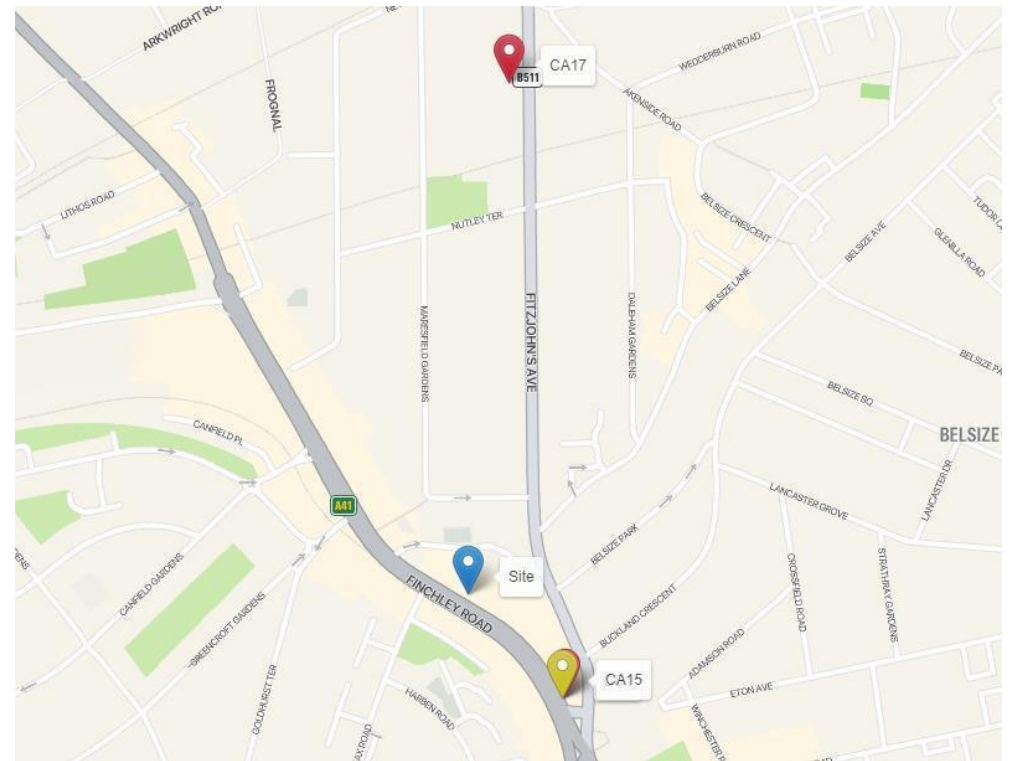 ARKWRIGHT
FROGNAL
CA17
B511
WEDDERBURN ROAD
AKENSIDE ROAD
LITHOS ROAD
NUTLEY TER
BELSIZE CRESCENT
BELSIZE AVE
TUDOR
GLENILLA ROAD
BELSIZE LANE
MARESFIELD GARDENS
FITZJOHN'S AVE
DALEHAM GARDENS
BELSIZE
BELSIZE SQ
CANFIELD PL
BELSIZE
LANCASTER DR
A41
LANCASTER GROVE
BELSIZE PARK
Site
FINCHLEY ROAD
CANFIELD GARDENS
GREENCROFT GARDENS
CROSSFIELD ROAD
STRATHRAY GARDENS
BUCKLAND CRESCENT
ADAMSON ROAD
CA15
ETON AVE
GOLDHURST TER
HARBEN ROAD
WINCHESTER